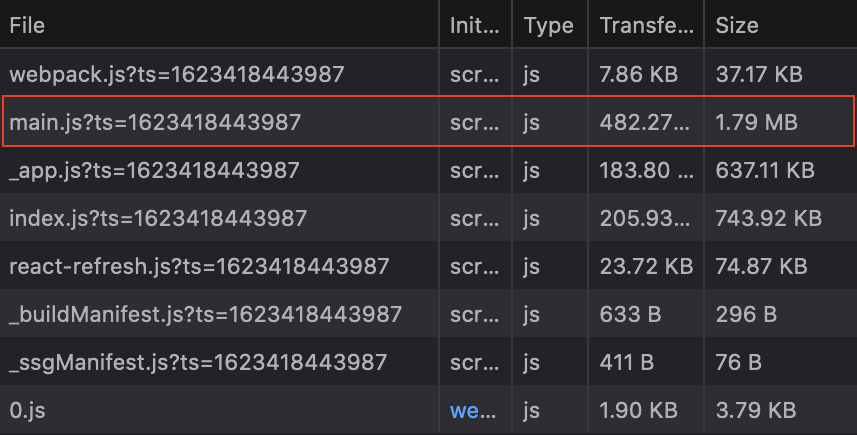 File Init... Type Transfe... Size
webpack.js?ts=1623418443987 scr... js 7.86 KB 37.17 KB
main.js?ts=1623418443987 scr... js 482.27... 1.79 MB
_app.js?ts=1623418443987 scr... js 183.80 ... 637.11 KB
index.js?ts=1623418443987 scr... js 205.93... 743.92 KB
react-refresh.js?ts=1623418443987 scr... js 23.72 KB 74.87 KB
_buildManifest.js?ts=1623418443987 scr... js 633 B 296 B
_ssgManifest.js?ts=1623418443987 scr... js 411 B 76 B
0.js we... js 1.90 KB 3.79 KB